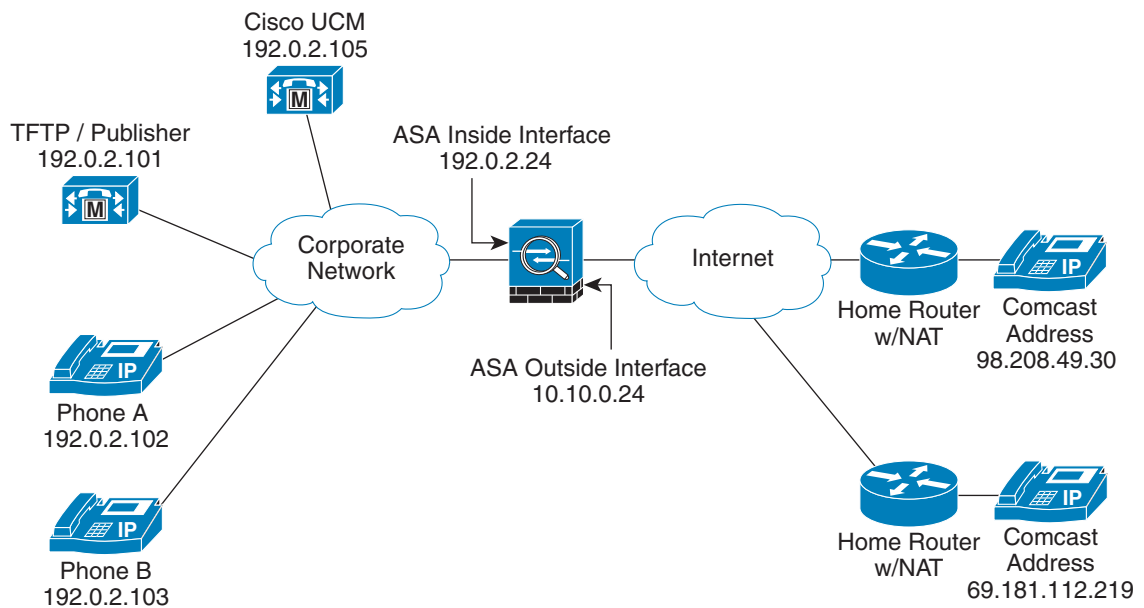 Cisco UCM
192.0.2.105
M
TFTP / Publisher
192.0.2.101
M
ASA Inside Interface
192.0.2.24
Corporate
Network
Internet
IP
Home Router
w/NAT
Comcast
Address
98.208.49.30
ASA Outside Interface
10.10.0.24
IP
Phone A
192.0.2.102
IP
Phone B
192.0.2.103
IP
Home Router
w/NAT
Comcast
Address
69.181.112.219